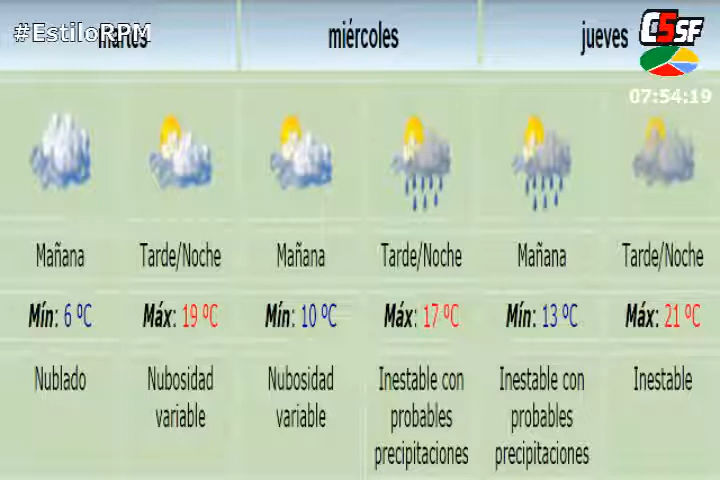 #EstiloRPM
martes miércoles jueves
C5SF
07:54:19
Mañana Tarde/Noche Mañana Tarde/Noche Mañana Tarde/Noche
Mín: 6 ºC Máx: 19 ºC Mín: 10 ºC Máx: 17 ºC Mín: 13 ºC Máx: 21 ºC
Nublado Nubosidad Nubosidad Inestable con Inestable con Inestable
variable variable probables probables
precipitaciones precipitaciones